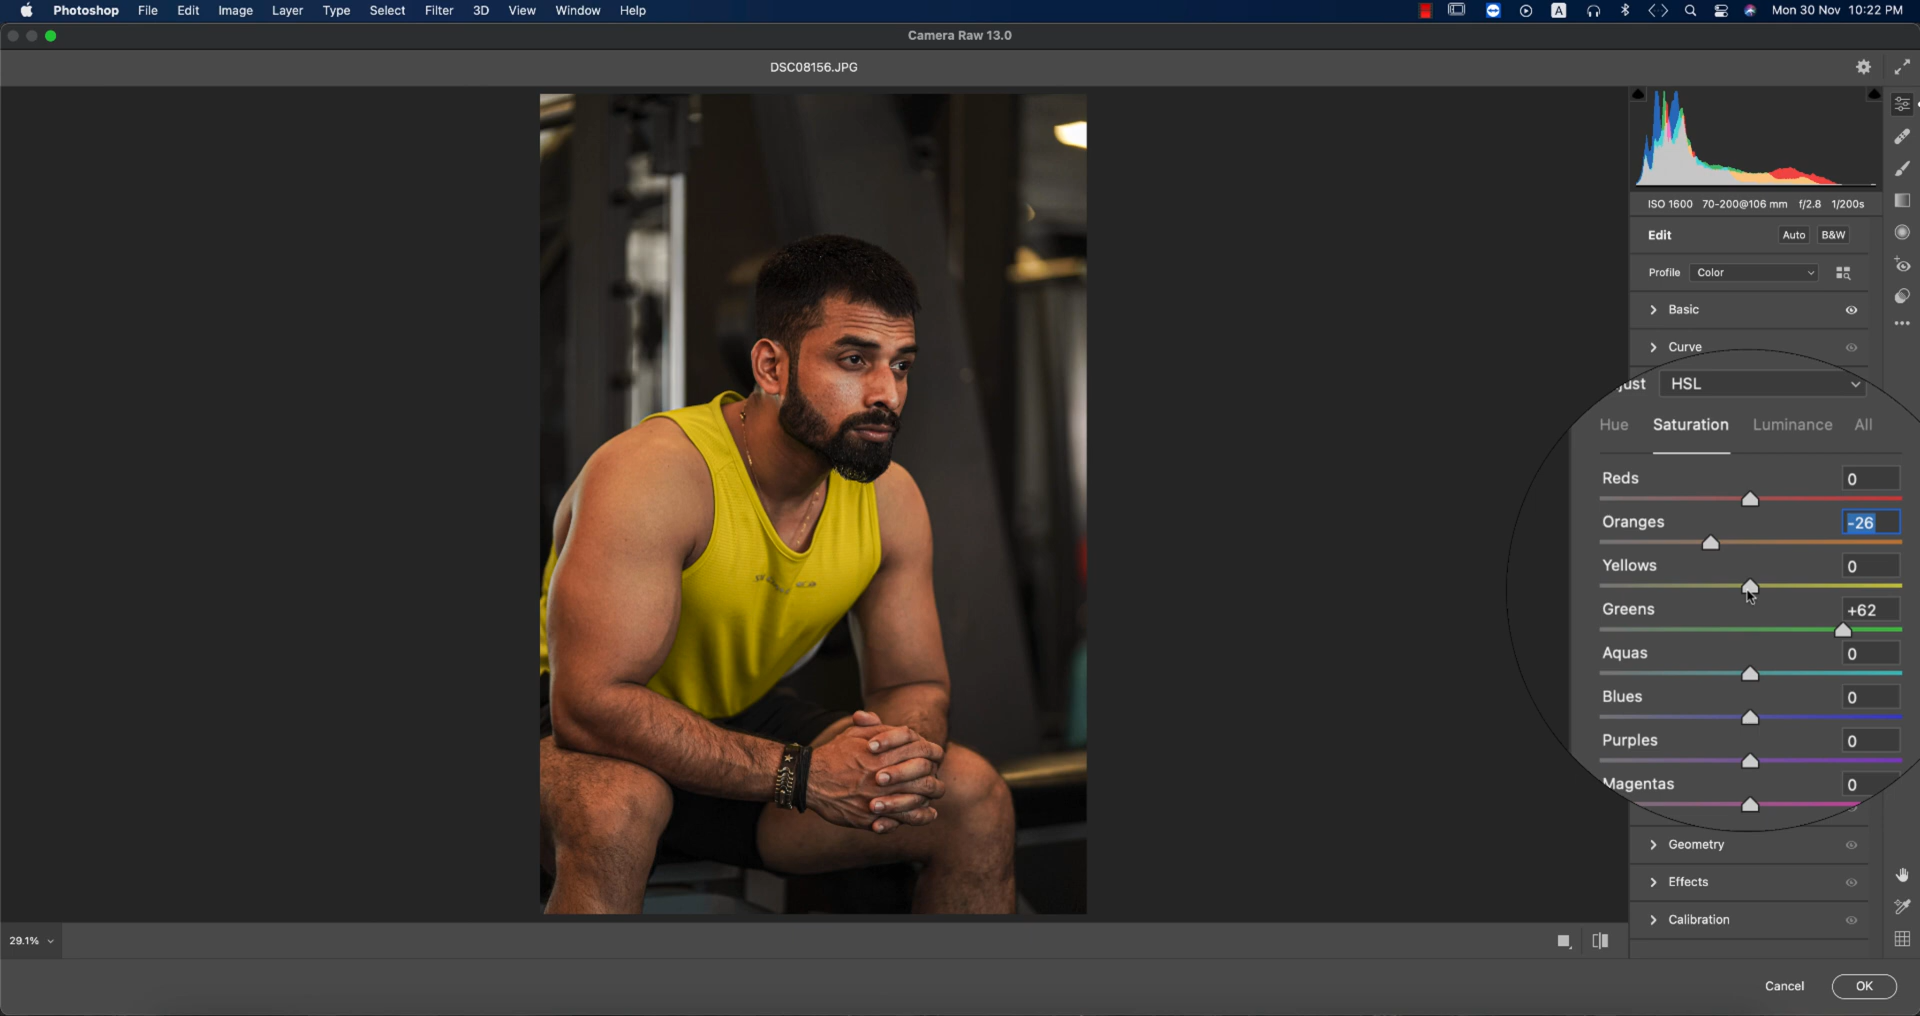 Photoshop File Edit Image Layer Type Select Filter 3D View Window Help A Mon 30 Nov 10:22 PM
Camera Raw 13.0
DSC08156.JPG
ISO 1600 70-200@106 mm f/2.8 1/200s
Edit Auto B&W
Profile Color
Basic
Curve
just HSL
Hue Saturation Luminance All
Reds 0
Oranges -26
Yellows 0
Greens +62
Aquas 0
Blues 0
Purples 0
Magentas 0
Geometry
Effects
Calibration
29.1%
Cancel OK